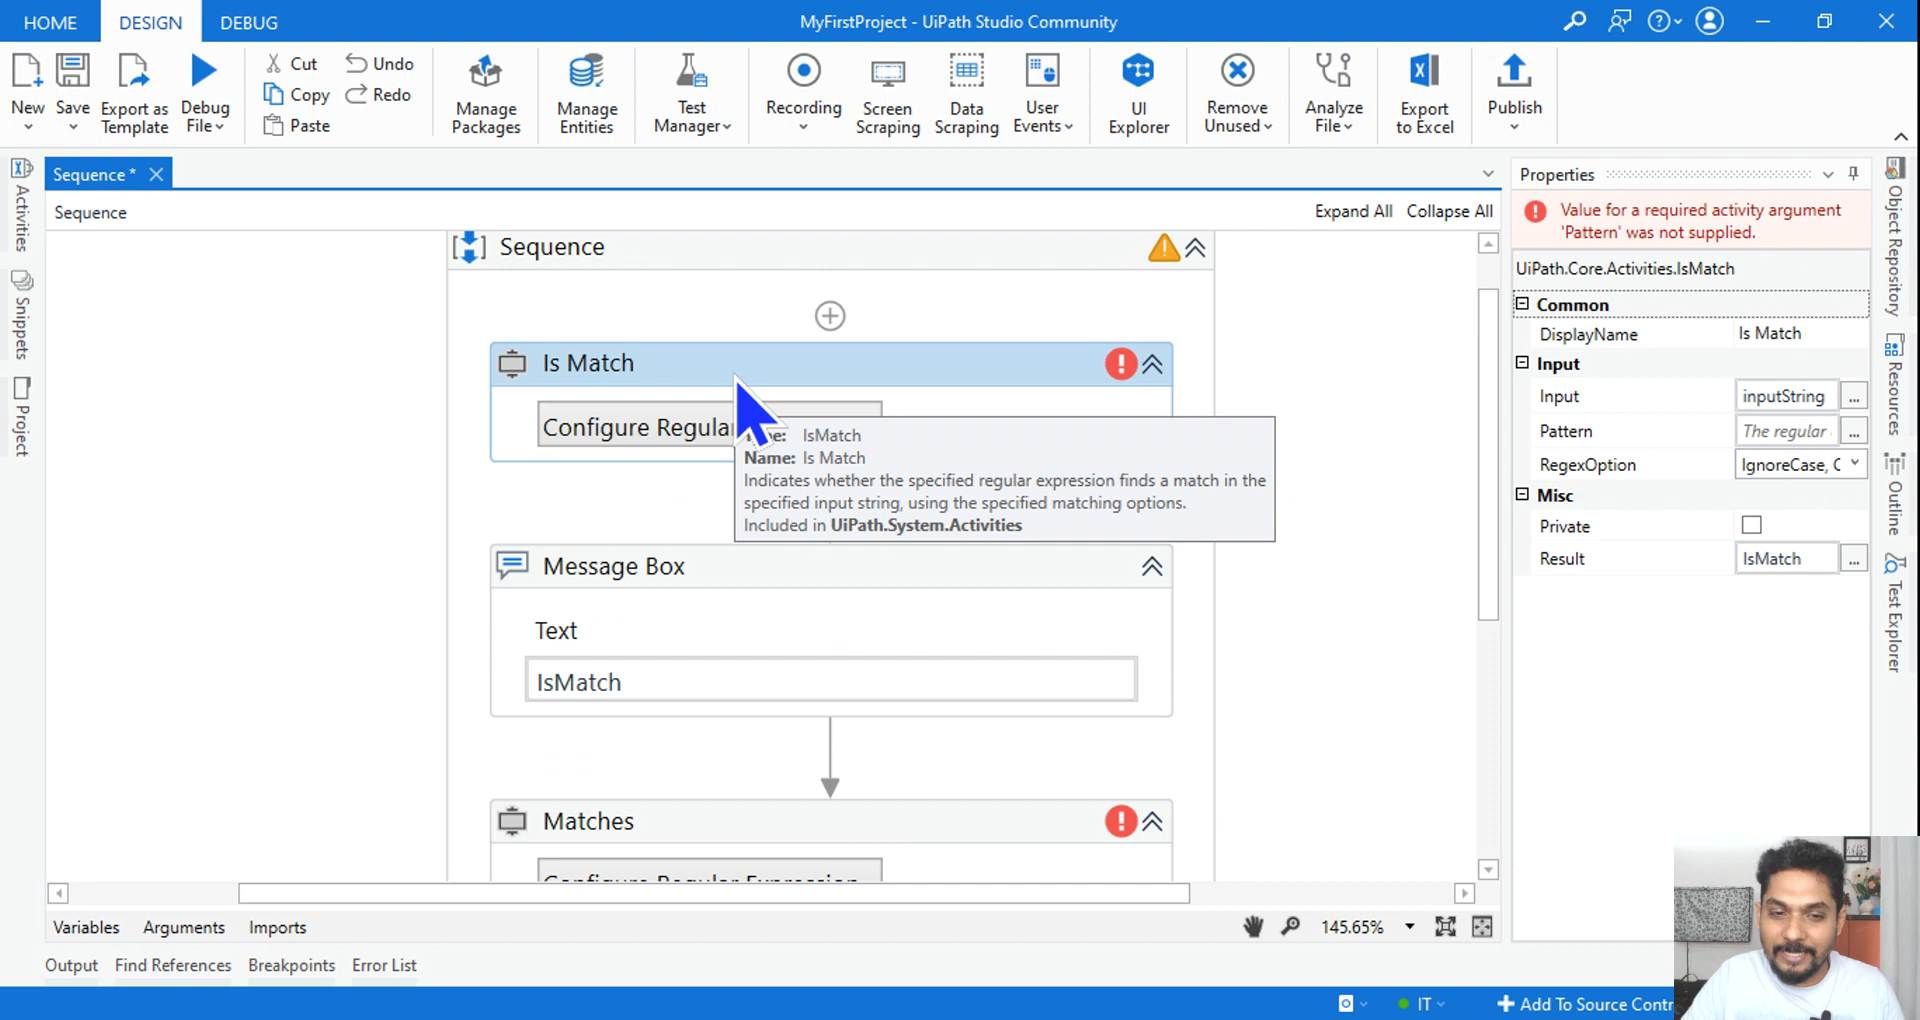 HOME DESIGN DEBUG
MyFirstProject - UiPath Studio Community
New
Save
Export as
Template
Debug
File
Cut
Copy
Paste
Undo
Redo
Manage
Packages
Manage
Entities
Test
Manager
Recording
Screen
Scraping
Data
Scraping
User
Events
UI
Explorer
Remove
Unused
Analyze
File
Export
to Excel
Publish
Activities
Snippets
Project
Sequence *
Sequence
Expand All Collapse All
Sequence
Is Match
Configure Regular
IsMatch
Name: Is Match
Indicates whether the specified regular expression finds a match in the
specified input string, using the specified matching options.
Included in UiPath.System.Activities
Message Box
Text
IsMatch
Matches
Configure Regular Expression
Variables Arguments Imports
145.65%
Output Find References Breakpoints Error List
Properties
Value for a required activity argument
'Pattern' was not supplied.
UiPath.Core.Activities.IsMatch
Common
DisplayName Is Match
Input
Input inputString ...
Pattern The regular ...
RegexOption IgnoreCase, C
Misc
Private
Result IsMatch ...
Object Repository
Resources
Outline
Test Explorer
IT
Add To Source Contr